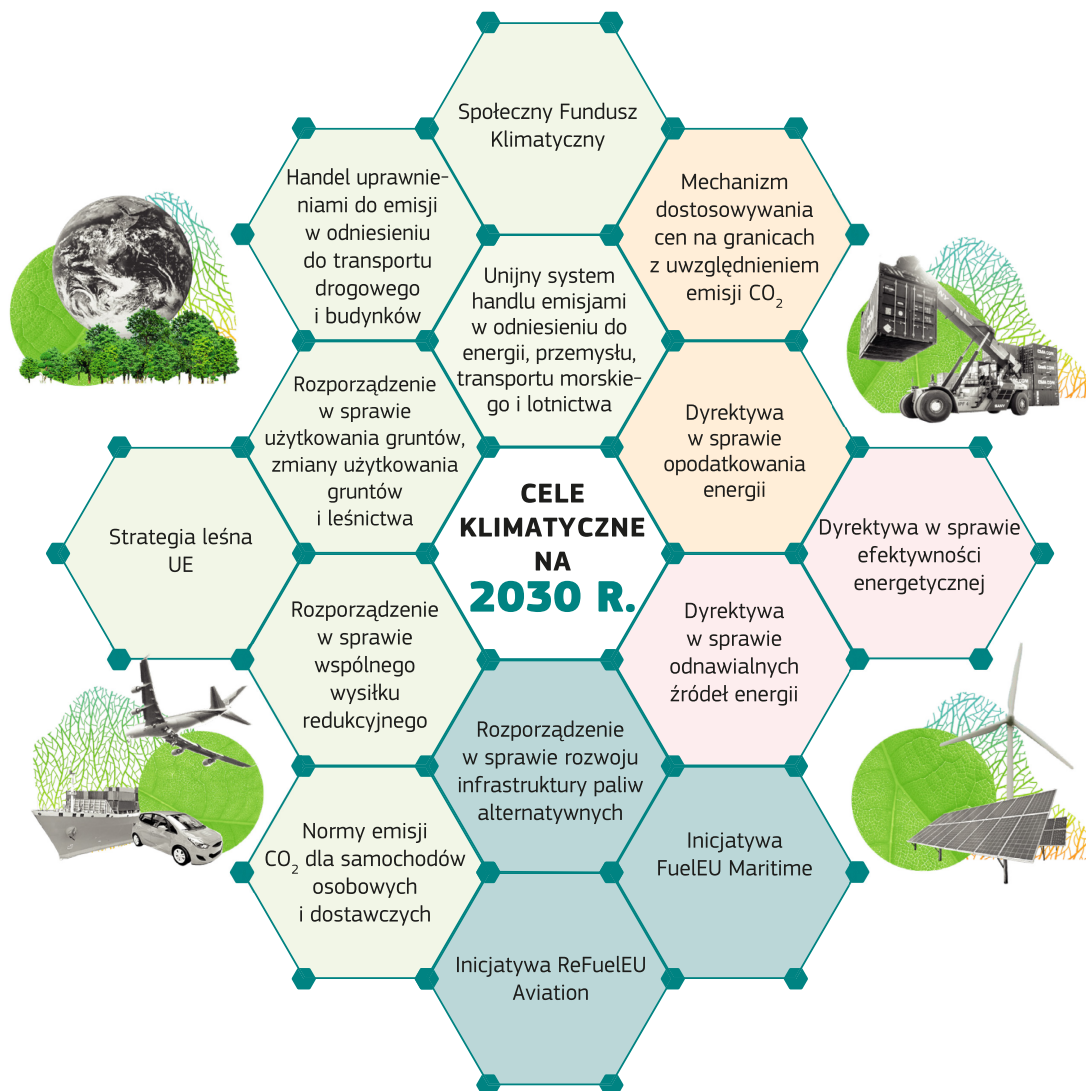 Społeczny Fundusz
Klimatyczny
Handel uprawnie-
niami do emisji
w odniesieniu
do transportu
drogowego
i budynków
Mechanizm
dostosowywania
cen na granicach
z uwzględnieniem
emisji CO₂
Unijny system
handlu emisjami
w odniesieniu do
energii, przemysłu,
transportu morskie-
go i lotnictwa
Rozporządzenie
w sprawie
użytkowania gruntów,
zmiany użytkowania
gruntów
i leśnictwa
Dyrektywa
w sprawie
opodatkowania
energii
Strategia leśna
UE
CELE
KLIMATYCZNE
NA
2030 R.
Dyrektywa w sprawie
efektywności
energetycznej
Rozporządzenie
w sprawie
wspólnego
wysiłku
redukcyjnego
Dyrektywa
w sprawie
odnawialnych
źródeł energii
Rozporządzenie
w sprawie rozwoju
infrastruktury paliw
alternatywnych
Normy emisji
CO₂ dla samochodów
osobowych
i dostawczych
Inicjatywa
FuelEU Maritime
Inicjatywa ReFuelEU
Aviation